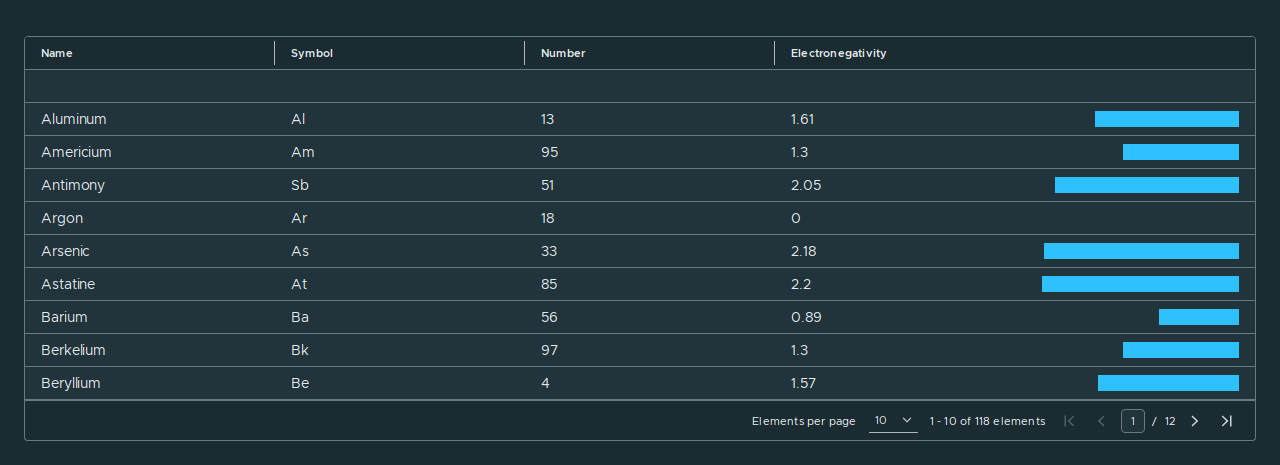 Name Symbol Number Electronegativity
Aluminum Al 13 1.61
Americium Am 95 1.3
Antimony Sb 51 2.05
Argon Ar 18 0
Arsenic As 33 2.18
Astatine At 85 2.2
Barium Ba 56 0.89
Berkelium Bk 97 1.3
Beryllium Be 4 1.57
Elements per page 10 1 - 10 of 118 elements 1 / 12